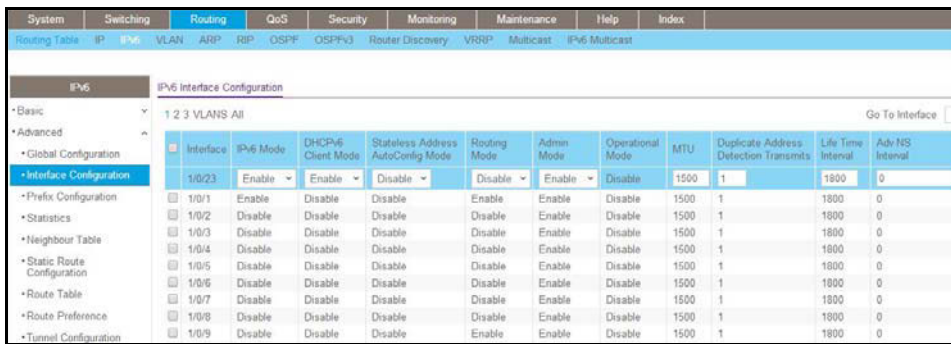 System Switching Routing QoS Security Monitoring Maintenance Help Index
Routing Table IP IPv6 VLAN ARP RIP OSPF OSPFv3 Router Discovery VRRP Multicast IPv6 Multicast
IPv6
• Basic
• Advanced
• Global Configuration
• Interface Configuration
• Prefix Configuration
• Statistics
• Neighbour Table
• Static Route
Configuration
• Route Table
• Route Preference
• Tunnel Configuration
IPv6 Interface Configuration
1 2 3 VLANS All Go To Interface
Interface IPv6 Mode DHCPv6 Client Mode Stateless Address AutoConfig Mode Routing Mode Admin Mode Operational Mode MTU Duplicate Address Detection Transmits Life Time Interval Adv NS Interval
1/0/23 Enable Enable Disable Disable Enable Disable 1500 1 1800 0
1/0/1 Enable Disable Disable Enable Enable Disable 1500 1 1800 0
1/0/2 Disable Disable Disable Disable Enable Disable 1500 1 1800 0
1/0/3 Disable Disable Disable Disable Enable Disable 1500 1 1800 0
1/0/4 Disable Disable Disable Disable Enable Disable 1500 1 1800 0
1/0/5 Disable Disable Disable Disable Enable Disable 1500 1 1800 0
1/0/6 Disable Disable Disable Disable Enable Disable 1500 1 1800 0
1/0/7 Disable Disable Disable Disable Enable Disable 1500 1 1800 0
1/0/8 Disable Disable Disable Disable Enable Disable 1500 1 1800 0
1/0/9 Disable Disable Disable Enable Enable Disable 1500 1 1800 0